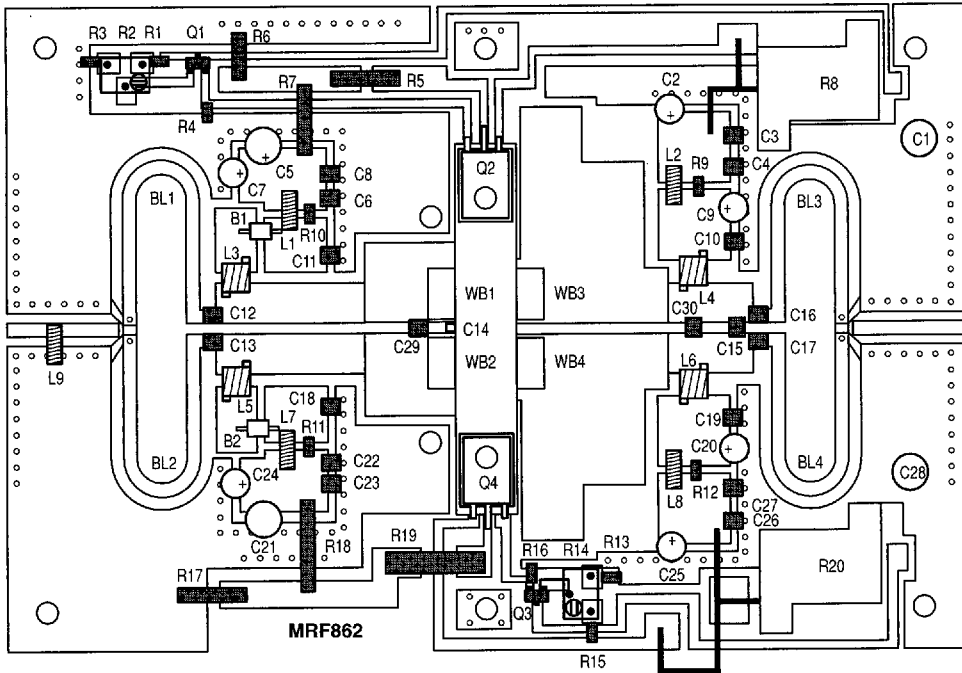 R3 R2 R1 Q1 R6
R7 R5 C2 R8
R4 C3 C1
C5 Q2 L2 R9 C4
C7 C8
BL1 C6 C9 BL3
B1 L1 R10 C10
L3 C11
L4
WB1 WB3
C12 C14 C30 C16
C13 C29 C15 C17
L9 WB2 WB4 L6
L5 L7 C18
B2 R11 C19
C20
BL2 C24 C22 Q4 BL4 C28
C23 L8 R12
C27
C21 R18 R19 C26
R17 R16 R14 R13 C25 R20
Q3
MRF862
R15